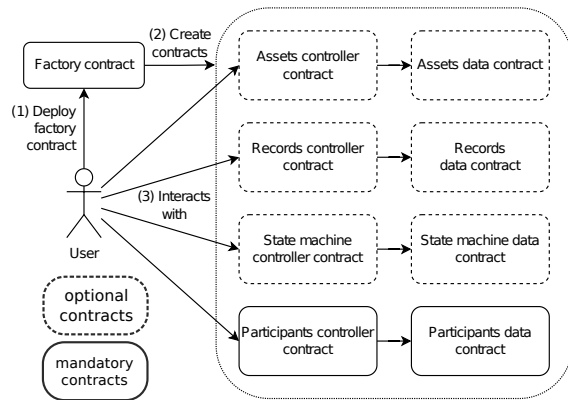 (2) Create
contracts
Factory contract
(1) Deploy
factory
contract
(3) Interacts
with
User
Assets controller
contract
Assets data contract
Records controller
contract
Records
data contract
State machine
controller contract
State machine data
contract
Participants controller
contract
Participants data
contract
optional
contracts
mandatory
contracts